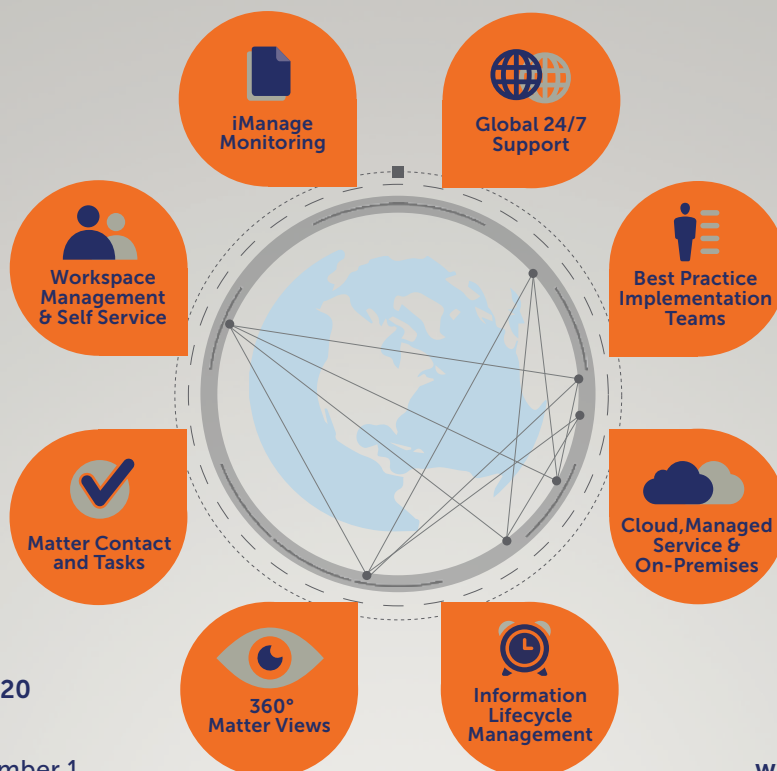 iManage
Monitoring
Global 24/7
Support
Workspace
Management
& Self Service
Best Practice
Implementation
Teams
Matter Contact
and Tasks
Cloud,Managed
Service &
On-Premises
360°
Matter Views
Information
Lifecycle
Management
20